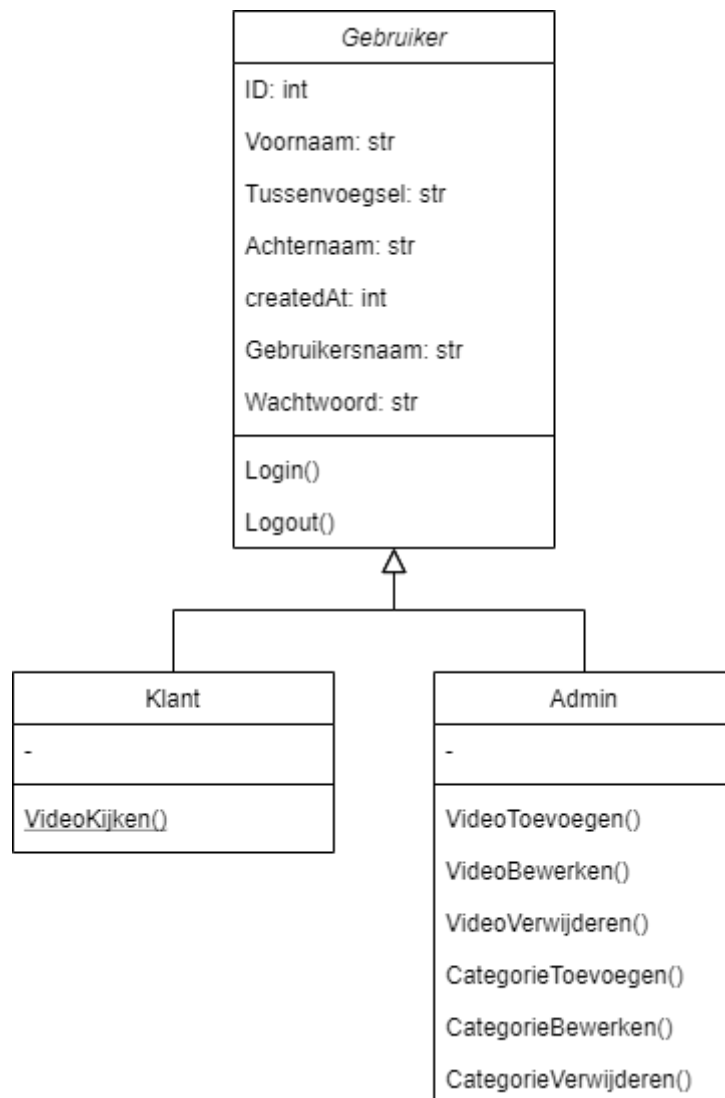 Gebruiker
ID: int
Voornaam: str
Tussenvoegsel: str
Achternaam: str
createdAt: int
Gebruikersnaam: str
Wachtwoord: str
Login()
Logout()
Klant
-
VideoKijken()
Admin
-
VideoToevoegen()
VideoBewerken()
VideoVerwijderen()
CategorieToevoegen()
CategorieBewerken()
CategorieVerwijderen()